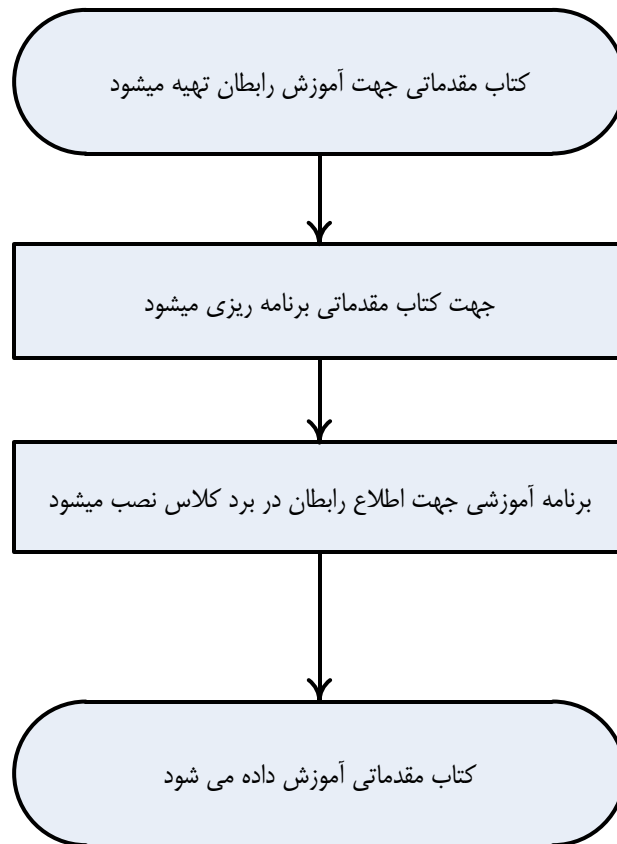 کتاب مقدماتی جهت آموزش رابطان تهیه میشود
جهت کتاب مقدماتی برنامه ریزی میشود
برنامه آموزشی جهت اطلاع رابطان در برد کلاس نصب میشود
کتاب مقدماتی آموزش داده می شود